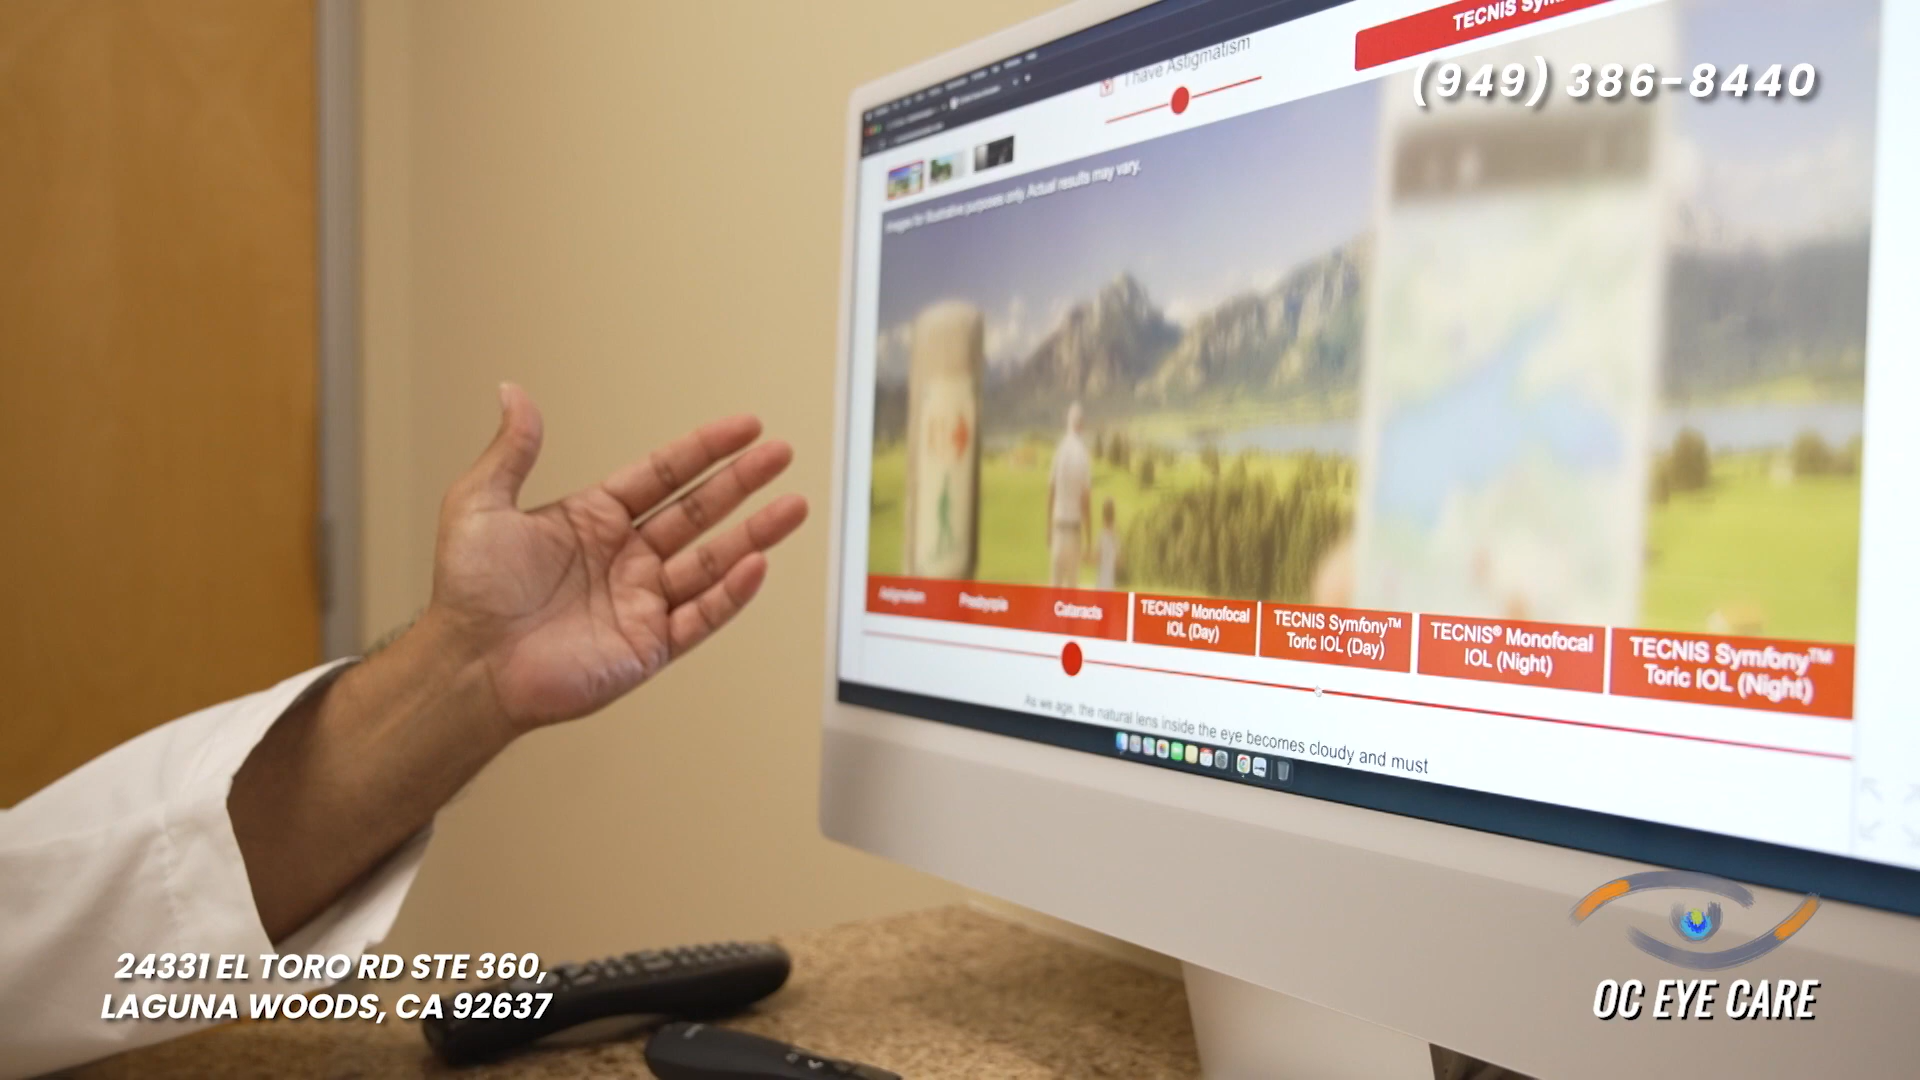 TECNIS Sym
I have Astigmatism
(949) 386-8440
Images for illustrative purposes only. Actual results may vary.
Astigmatism
Presbyopia
Cataracts
TECNIS® Monofocal
IOL (Day)
TECNIS Symfony™
Toric IOL (Day)
TECNIS® Monofocal
IOL (Night)
TECNIS Symfony™
Toric IOL (Night)
As we age, the natural lens inside the eye becomes cloudy and must
24331 EL TORO RD STE 360,
LAGUNA WOODS, CA 92637
OC EYE CARE